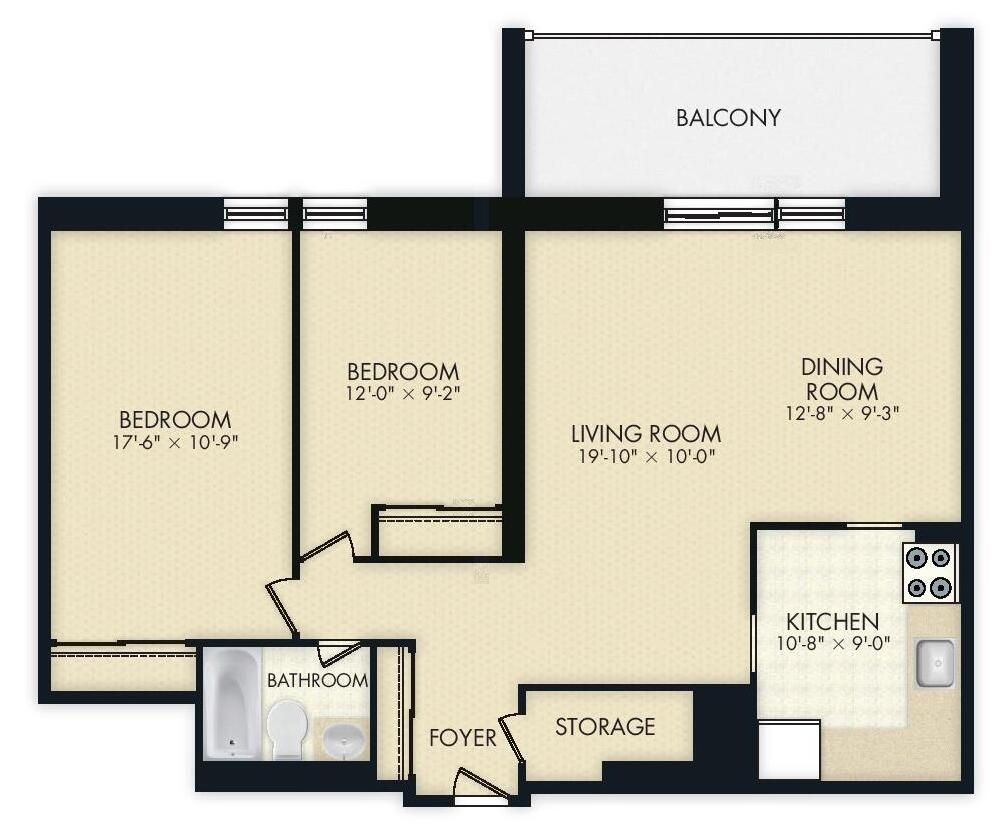 BALCONY
BEDROOM
12'-0" × 9'-2"
DINING
ROOM
12'-8" × 9'-3"
BEDROOM
17'-6" × 10'-9"
LIVING ROOM
19'-10" × 10'-0"
KITCHEN
10'-8" × 9'-0"
BATHROOM
FOYER
STORAGE